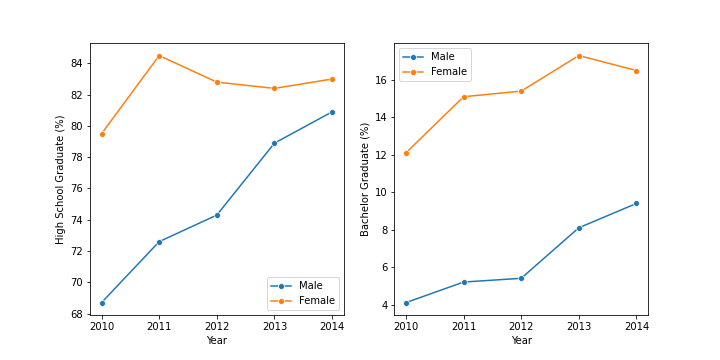 High School Graduate (%)
84
82
80
78
76
74
72
70
68
2010 2011 2012 2013 2014
Year
Male
Female
Bachelor Graduate (%)
16
14
12
10
8
6
4
2010 2011 2012 2013 2014
Year
Male
Female